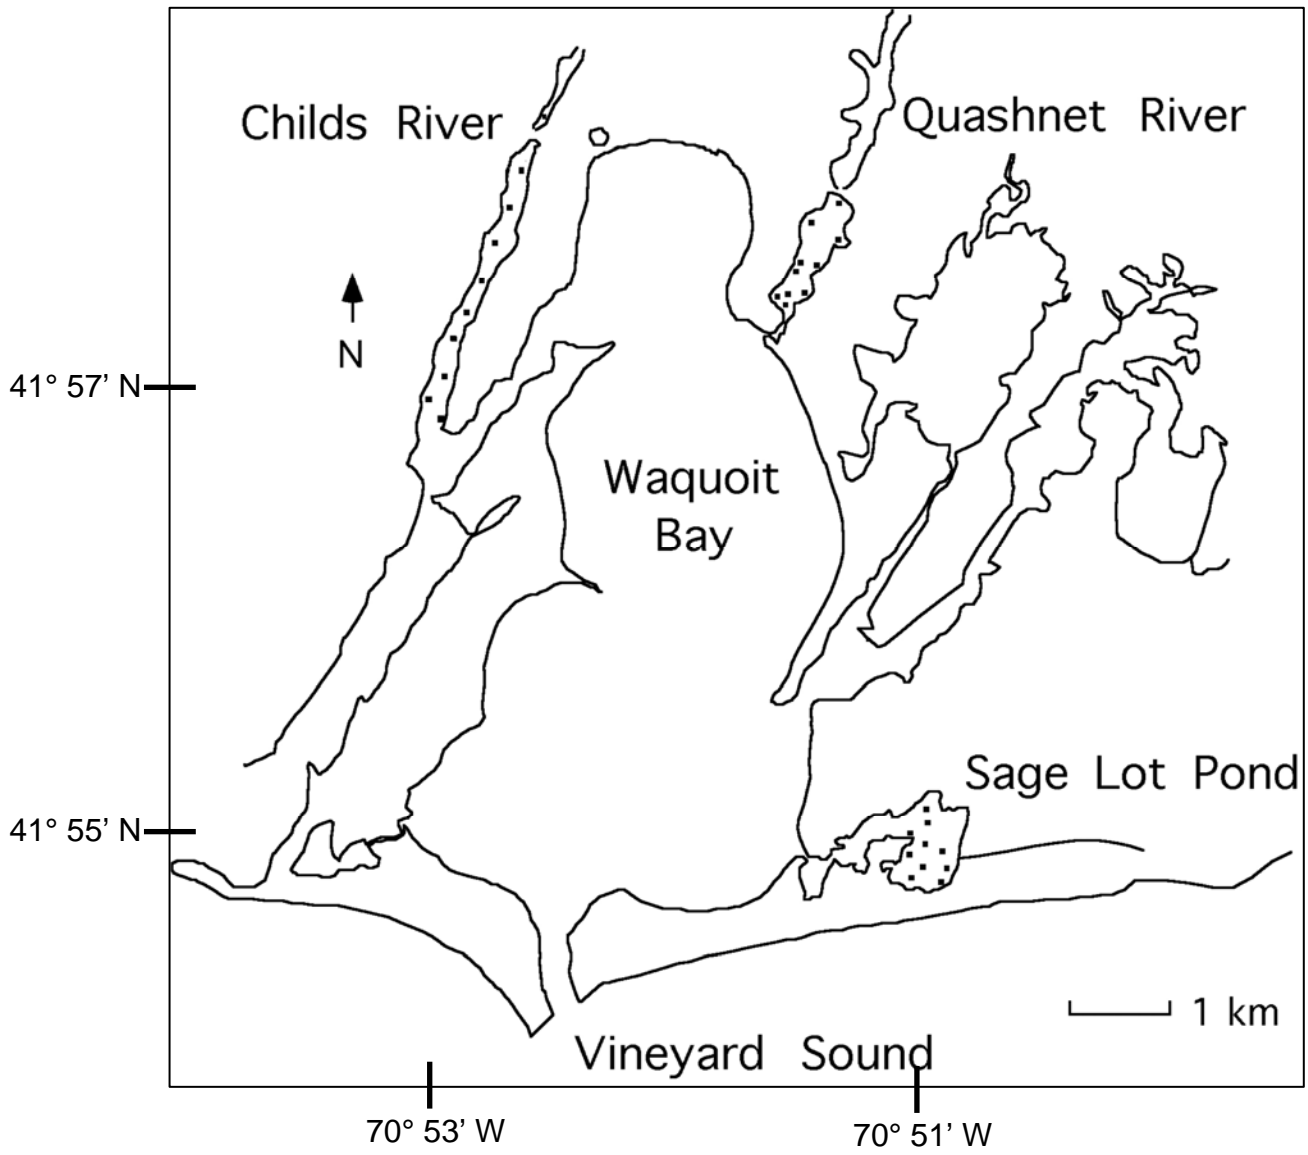 Childs River
Quashnet River
N
41° 57’ N
Waquoit
Bay
Sage Lot Pond
41° 55’ N
1 km
Vineyard Sound
70° 53’ W
70° 51’ W